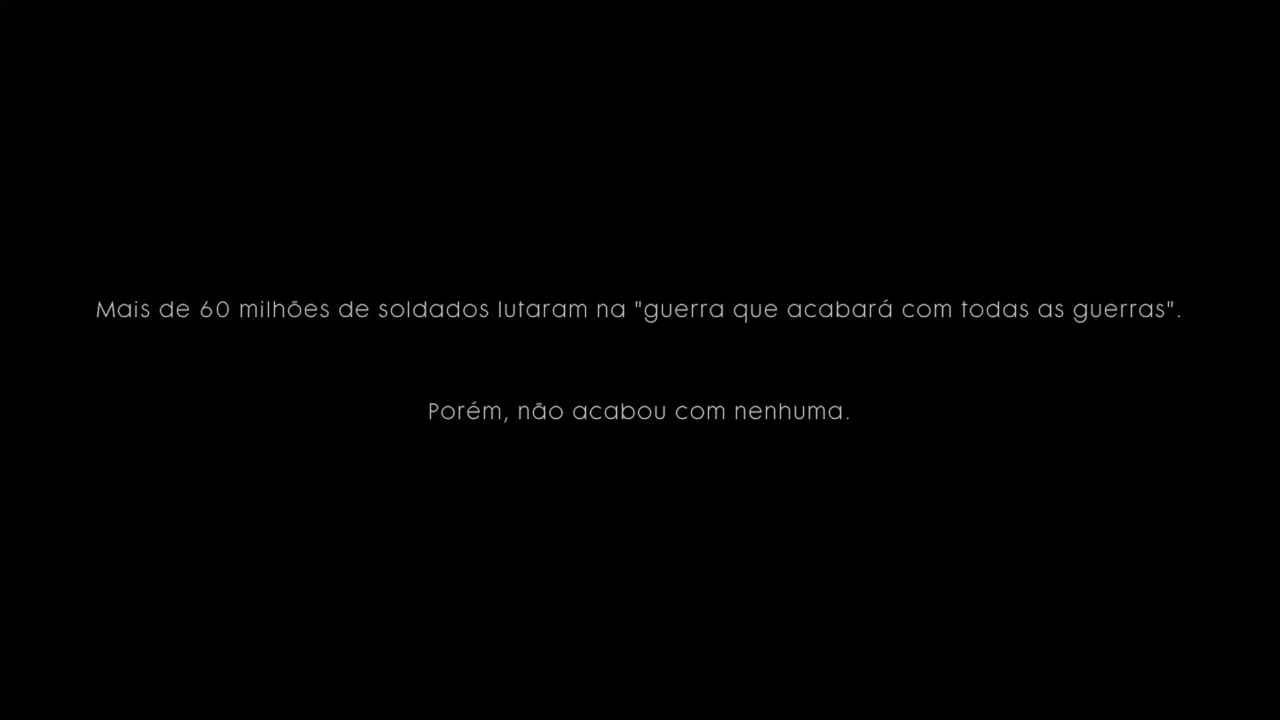 Mais de 60 milhões de soldados lutaram na "guerra que acabará com todas as guerras".
Porém, não acabou com nenhuma.